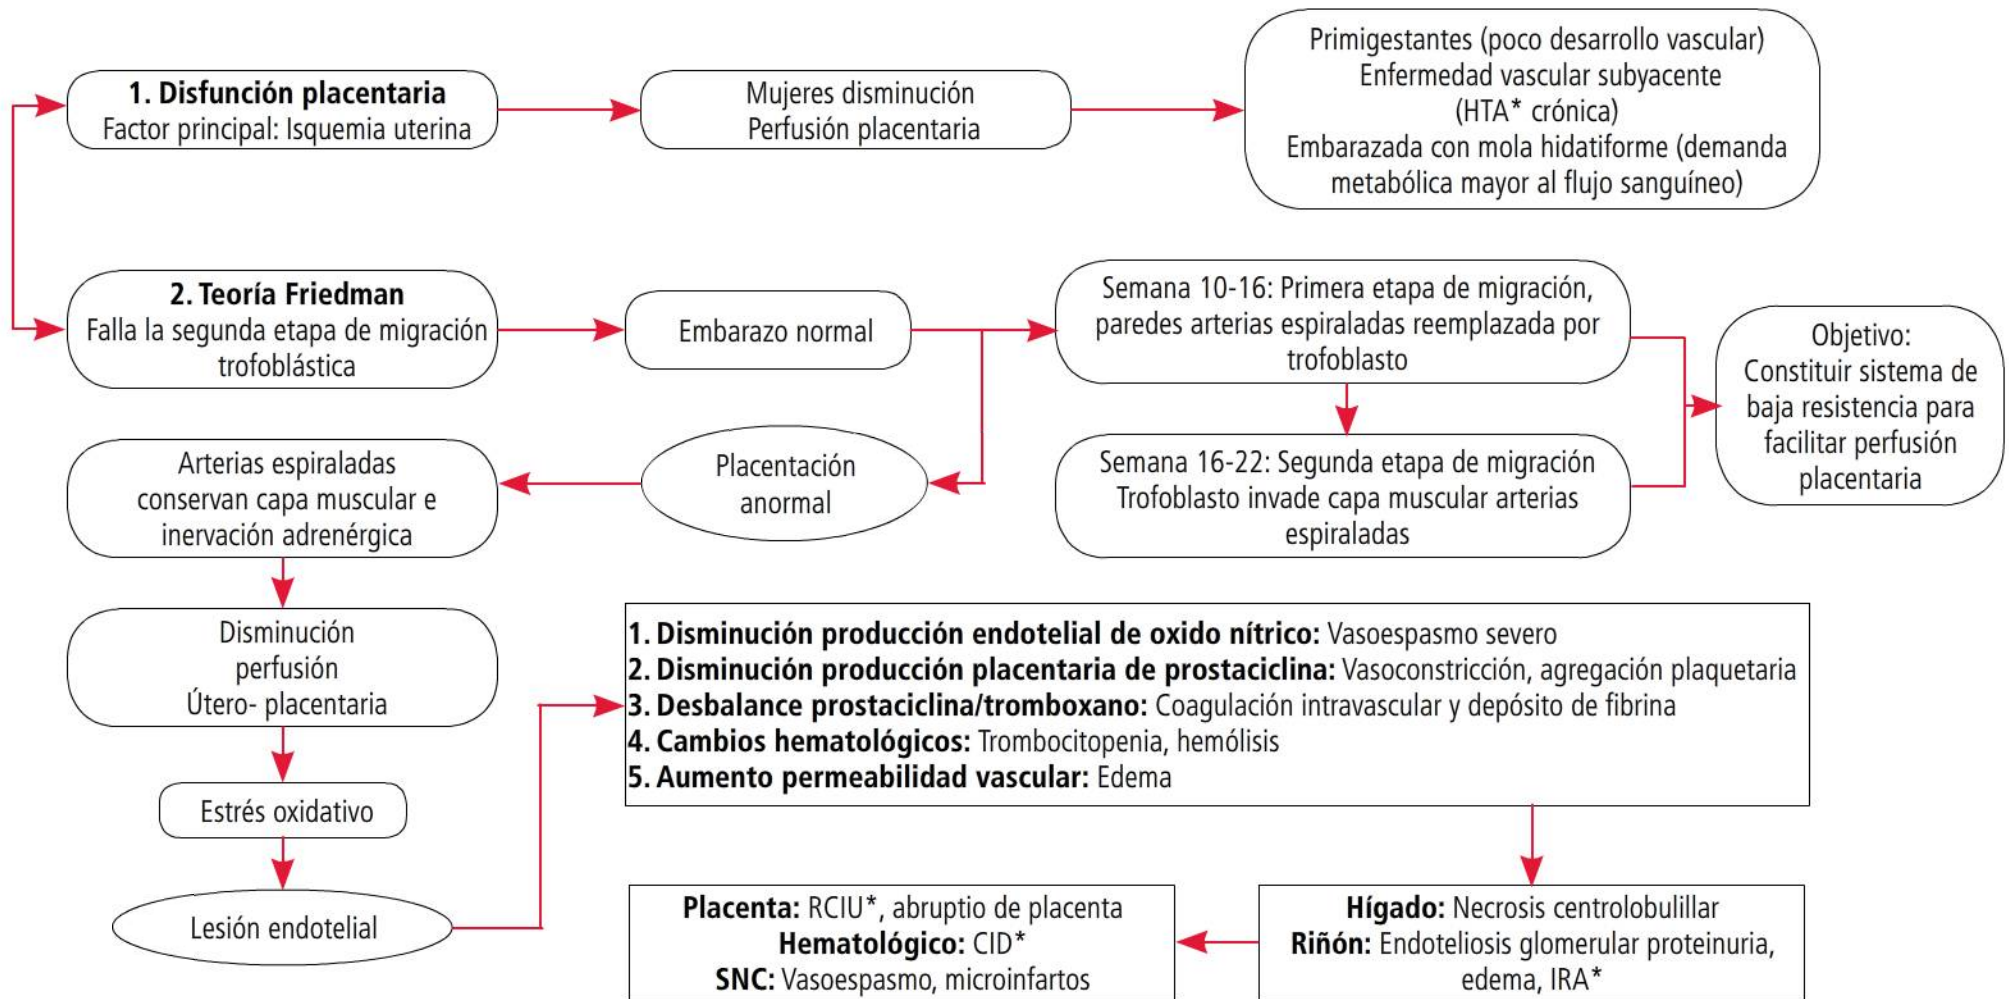 1. Disfunción placentaria
Factor principal: Isquemia uterina
Mujeres disminución
Perfusión placentaria
Primigestantes (poco desarrollo vascular)
Enfermedad vascular subyacente
(HTA* crónica)
Embarazada con mola hidatiforme (demanda
metabólica mayor al flujo sanguíneo)
2. Teoría Friedman
Falla la segunda etapa de migración
trofoblástica
Embarazo normal
Semana 10-16: Primera etapa de migración,
paredes arterias espiraladas reemplazada por
trofoblasto
Objetivo:
Constituir sistema de
baja resistencia para
facilitar perfusión
placentaria
Semana 16-22: Segunda etapa de migración
Trofoblasto invade capa muscular arterias
espiraladas
Placentación
anormal
Arterias espiraladas
conservan capa muscular e
inervación adrenérgica
Disminución
perfusión
Útero- placentaria
Estrés oxidativo
Lesión endotelial
1. Disminución producción endotelial de oxido nítrico: Vasoespasmo severo
2. Disminución producción placentaria de prostaciclina: Vasoconstricción, agregación plaquetaria
3. Desbalance prostaciclina/tromboxano: Coagulación intravascular y depósito de fibrina
4. Cambios hematológicos: Trombocitopenia, hemólisis
5. Aumento permeabilidad vascular: Edema
Hígado: Necrosis centrolobulillar
Riñón: Endoteliosis glomerular proteinuria,
edema, IRA*
Placenta: RCIU*, abruptio de placenta
Hematológico: CID*
SNC: Vasoespasmo, microinfartos